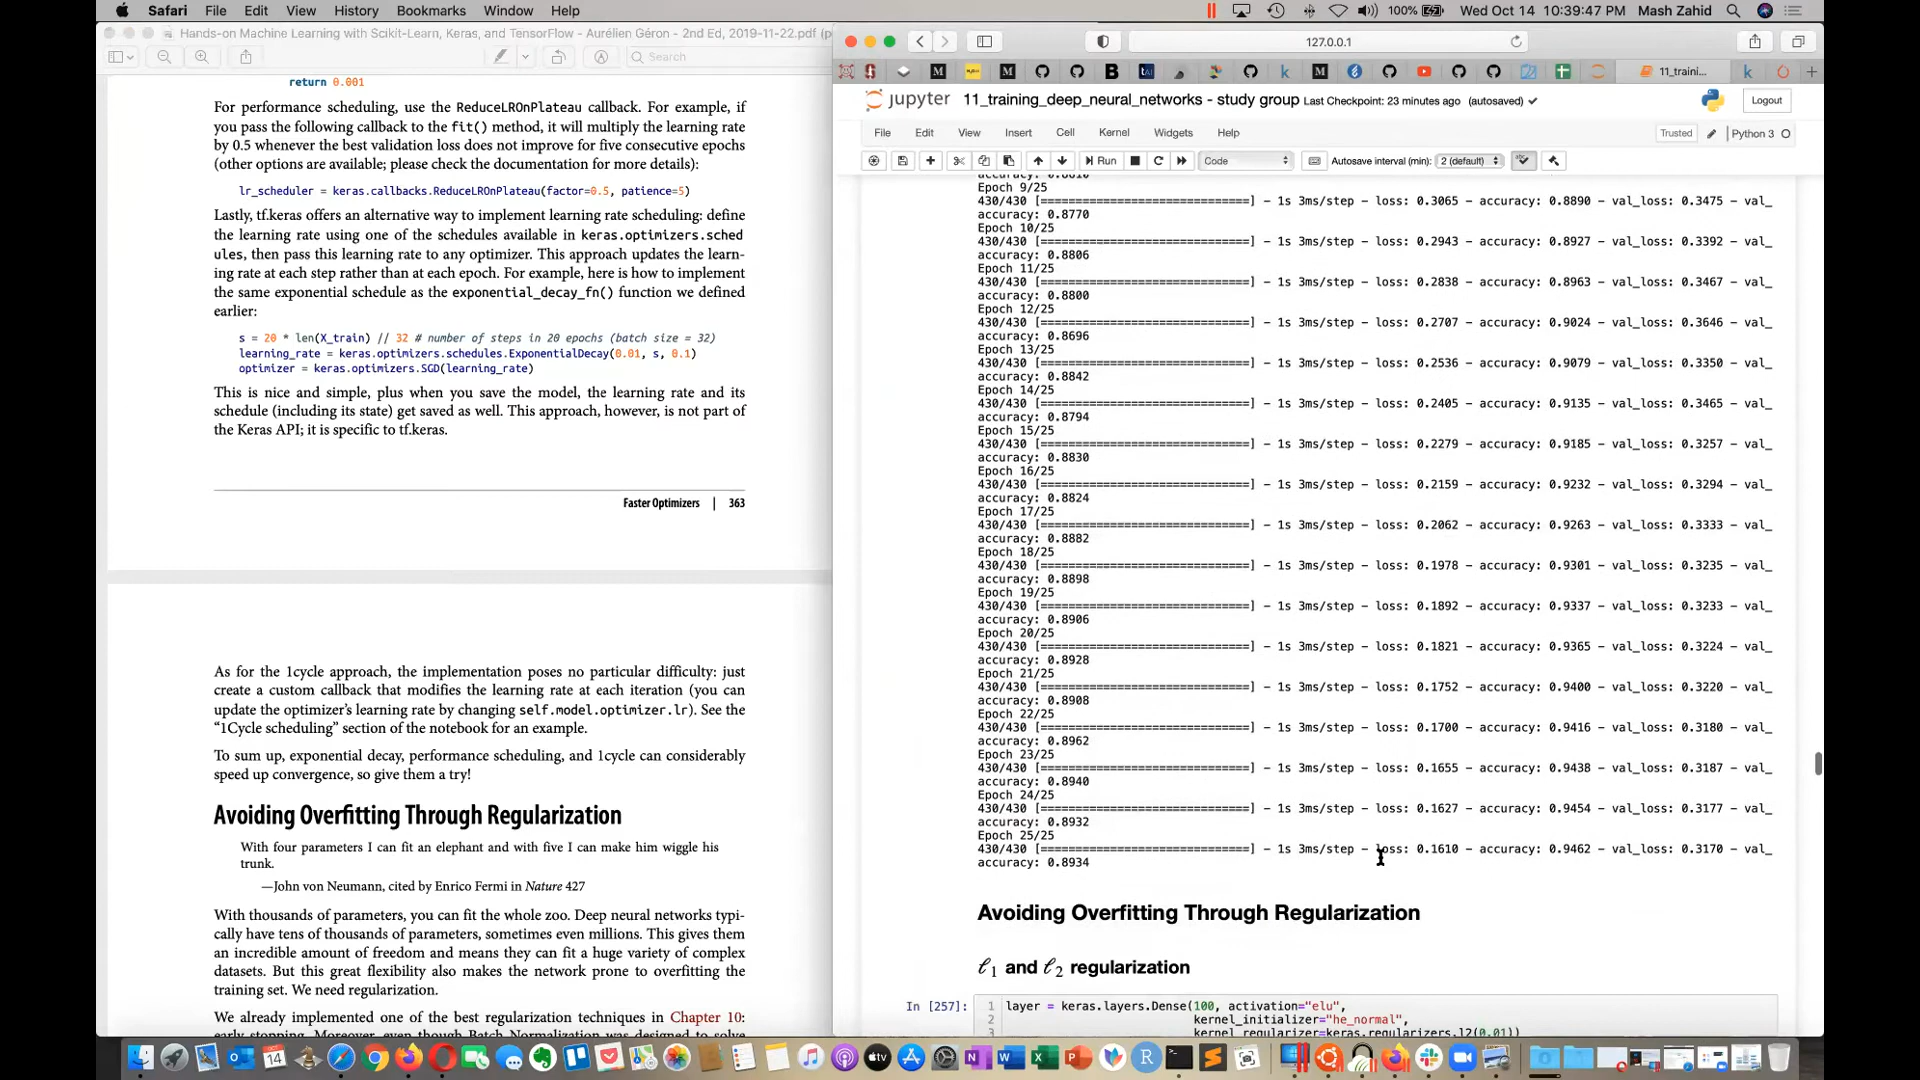 Safari File Edit View History Bookmarks Window Help 100% Wed Oct 14 10:39:47 PM Mash Zahid
Hands-on Machine Learning with Scikit-Learn, Keras, and TensorFlow - Aurélien Géron - 2nd Ed, 2019-11-22.pdf
Search
return 0.001
For performance scheduling, use the ReduceLROnPlateau callback. For example, if
you pass the following callback to the fit() method, it will multiply the learning rate
by 0.5 whenever the best validation loss does not improve for five consecutive epochs
(other options are available; please check the documentation for more details):
lr_scheduler = keras.callbacks.ReduceLROnPlateau(factor=0.5, patience=5)
Lastly, tf.keras offers an alternative way to implement learning rate scheduling: define
the learning rate using one of the schedules available in keras.optimizers.sched
ules, then pass this learning rate to any optimizer. This approach updates the learn-
ing rate at each step rather than at each epoch. For example, here is how to implement
the same exponential schedule as the exponential_decay_fn() function we defined
earlier:
s = 20 * len(X_train) // 32 # number of steps in 20 epochs (batch size = 32)
learning_rate = keras.optimizers.schedules.ExponentialDecay(0.01, s, 0.1)
optimizer = keras.optimizers.SGD(learning_rate)
This is nice and simple, plus when you save the model, the learning rate and its
schedule (including its state) get saved as well. This approach, however, is not part of
the Keras API; it is specific to tf.keras.
Faster Optimizers | 363
As for the 1cycle approach, the implementation poses no particular difficulty: just
create a custom callback that modifies the learning rate at each iteration (you can
update the optimizer's learning rate by changing self.model.optimizer.lr). See the
“1Cycle scheduling” section of the notebook for an example.
To sum up, exponential decay, performance scheduling, and 1cycle can considerably
speed up convergence, so give them a try!
Avoiding Overfitting Through Regularization
With four parameters I can fit an elephant and with five I can make him wiggle his
trunk.
—John von Neumann, cited by Enrico Fermi in Nature 427
With thousands of parameters, you can fit the whole zoo. Deep neural networks typi-
cally have tens of thousands of parameters, sometimes even millions. This gives them
an incredible amount of freedom and means they can fit a huge variety of complex
datasets. But this great flexibility also makes the network prone to overfitting the
training set. We need regularization.
We already implemented one of the best regularization techniques in Chapter 10:
early stopping. Moreover, even though Batch Normalization was designed to solve
127.0.0.1
11_traini...
jupyter 11_training_deep_neural_networks - study group Last Checkpoint: 23 minutes ago (autosaved) Logout
File Edit View Insert Cell Kernel Widgets Help Trusted Python 3
Run Code Autosave interval (min): 2 (default)
accuracy: 0.8810
Epoch 9/25
430/430 [==============================] - 1s 3ms/step - loss: 0.3065 - accuracy: 0.8890 - val_loss: 0.3475 - val_
accuracy: 0.8770
Epoch 10/25
430/430 [==============================] - 1s 3ms/step - loss: 0.2943 - accuracy: 0.8927 - val_loss: 0.3392 - val_
accuracy: 0.8806
Epoch 11/25
430/430 [==============================] - 1s 3ms/step - loss: 0.2838 - accuracy: 0.8963 - val_loss: 0.3467 - val_
accuracy: 0.8800
Epoch 12/25
430/430 [==============================] - 1s 3ms/step - loss: 0.2707 - accuracy: 0.9024 - val_loss: 0.3646 - val_
accuracy: 0.8696
Epoch 13/25
430/430 [==============================] - 1s 3ms/step - loss: 0.2536 - accuracy: 0.9079 - val_loss: 0.3350 - val_
accuracy: 0.8842
Epoch 14/25
430/430 [==============================] - 1s 3ms/step - loss: 0.2405 - accuracy: 0.9135 - val_loss: 0.3465 - val_
accuracy: 0.8794
Epoch 15/25
430/430 [==============================] - 1s 3ms/step - loss: 0.2279 - accuracy: 0.9185 - val_loss: 0.3257 - val_
accuracy: 0.8830
Epoch 16/25
430/430 [==============================] - 1s 3ms/step - loss: 0.2159 - accuracy: 0.9232 - val_loss: 0.3294 - val_
accuracy: 0.8824
Epoch 17/25
430/430 [==============================] - 1s 3ms/step - loss: 0.2062 - accuracy: 0.9263 - val_loss: 0.3333 - val_
accuracy: 0.8882
Epoch 18/25
430/430 [==============================] - 1s 3ms/step - loss: 0.1978 - accuracy: 0.9301 - val_loss: 0.3235 - val_
accuracy: 0.8898
Epoch 19/25
430/430 [==============================] - 1s 3ms/step - loss: 0.1892 - accuracy: 0.9337 - val_loss: 0.3233 - val_
accuracy: 0.8906
Epoch 20/25
430/430 [==============================] - 1s 3ms/step - loss: 0.1821 - accuracy: 0.9365 - val_loss: 0.3224 - val_
accuracy: 0.8928
Epoch 21/25
430/430 [==============================] - 1s 3ms/step - loss: 0.1752 - accuracy: 0.9400 - val_loss: 0.3220 - val_
accuracy: 0.8908
Epoch 22/25
430/430 [==============================] - 1s 3ms/step - loss: 0.1700 - accuracy: 0.9416 - val_loss: 0.3180 - val_
accuracy: 0.8962
Epoch 23/25
430/430 [==============================] - 1s 3ms/step - loss: 0.1655 - accuracy: 0.9438 - val_loss: 0.3187 - val_
accuracy: 0.8940
Epoch 24/25
430/430 [==============================] - 1s 3ms/step - loss: 0.1627 - accuracy: 0.9454 - val_loss: 0.3177 - val_
accuracy: 0.8932
Epoch 25/25
430/430 [==============================] - 1s 3ms/step - loss: 0.1610 - accuracy: 0.9462 - val_loss: 0.3170 - val_
accuracy: 0.8934
Avoiding Overfitting Through Regularization
ℓ1 and ℓ2 regularization
In [257]: 1 layer = keras.layers.Dense(100, activation="elu",
2 kernel_initializer="he_normal",
3 kernel_regularizer=keras.regularizers.l2(0.01))